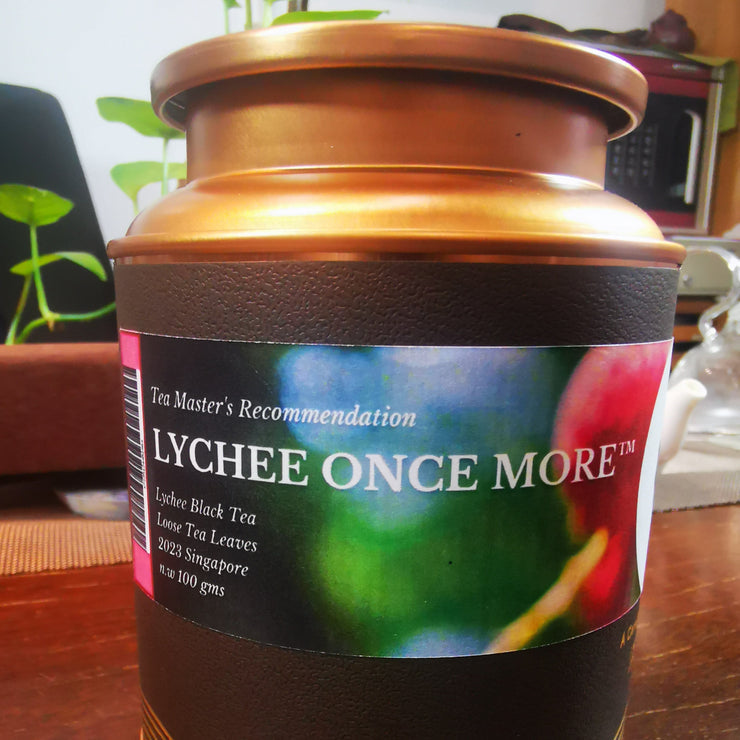 Tea Master's Recommendation
LYCHEE ONCE MORE™
Lychee Black Tea
Loose Tea Leaves
2023 Singapore
n.w 100 gms